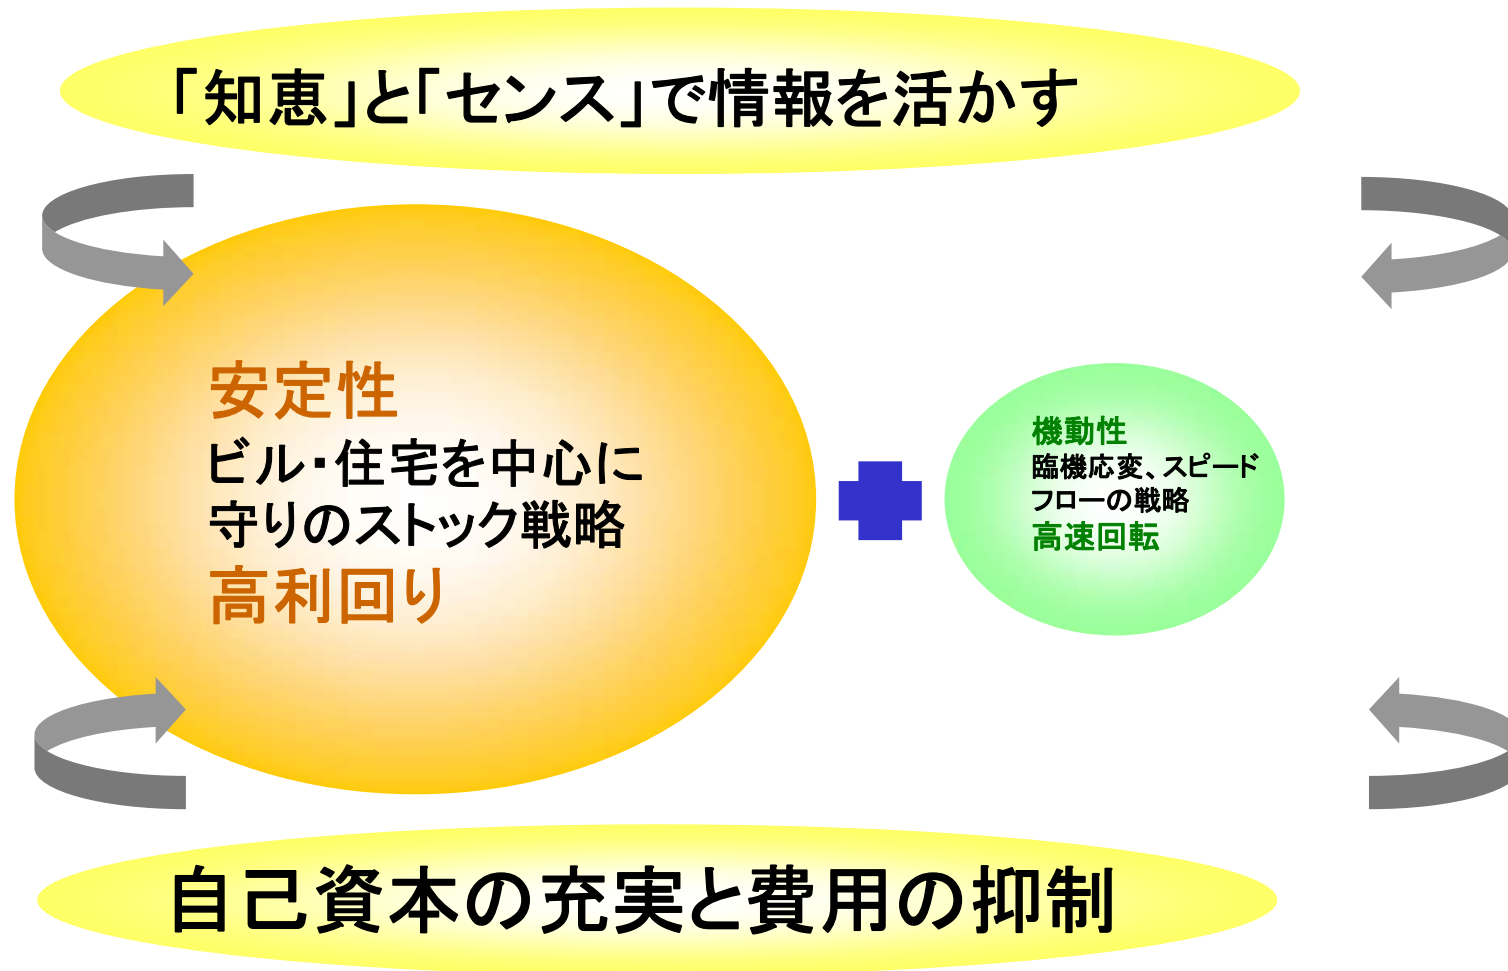 「知恵」と「センス」で情報を活かす
安定性
ビル・住宅を中心に
守りのストック戦略
高利回り
機動性
臨機応変、スピード
フローの戦略
高速回転
自己資本の充実と費用の抑制